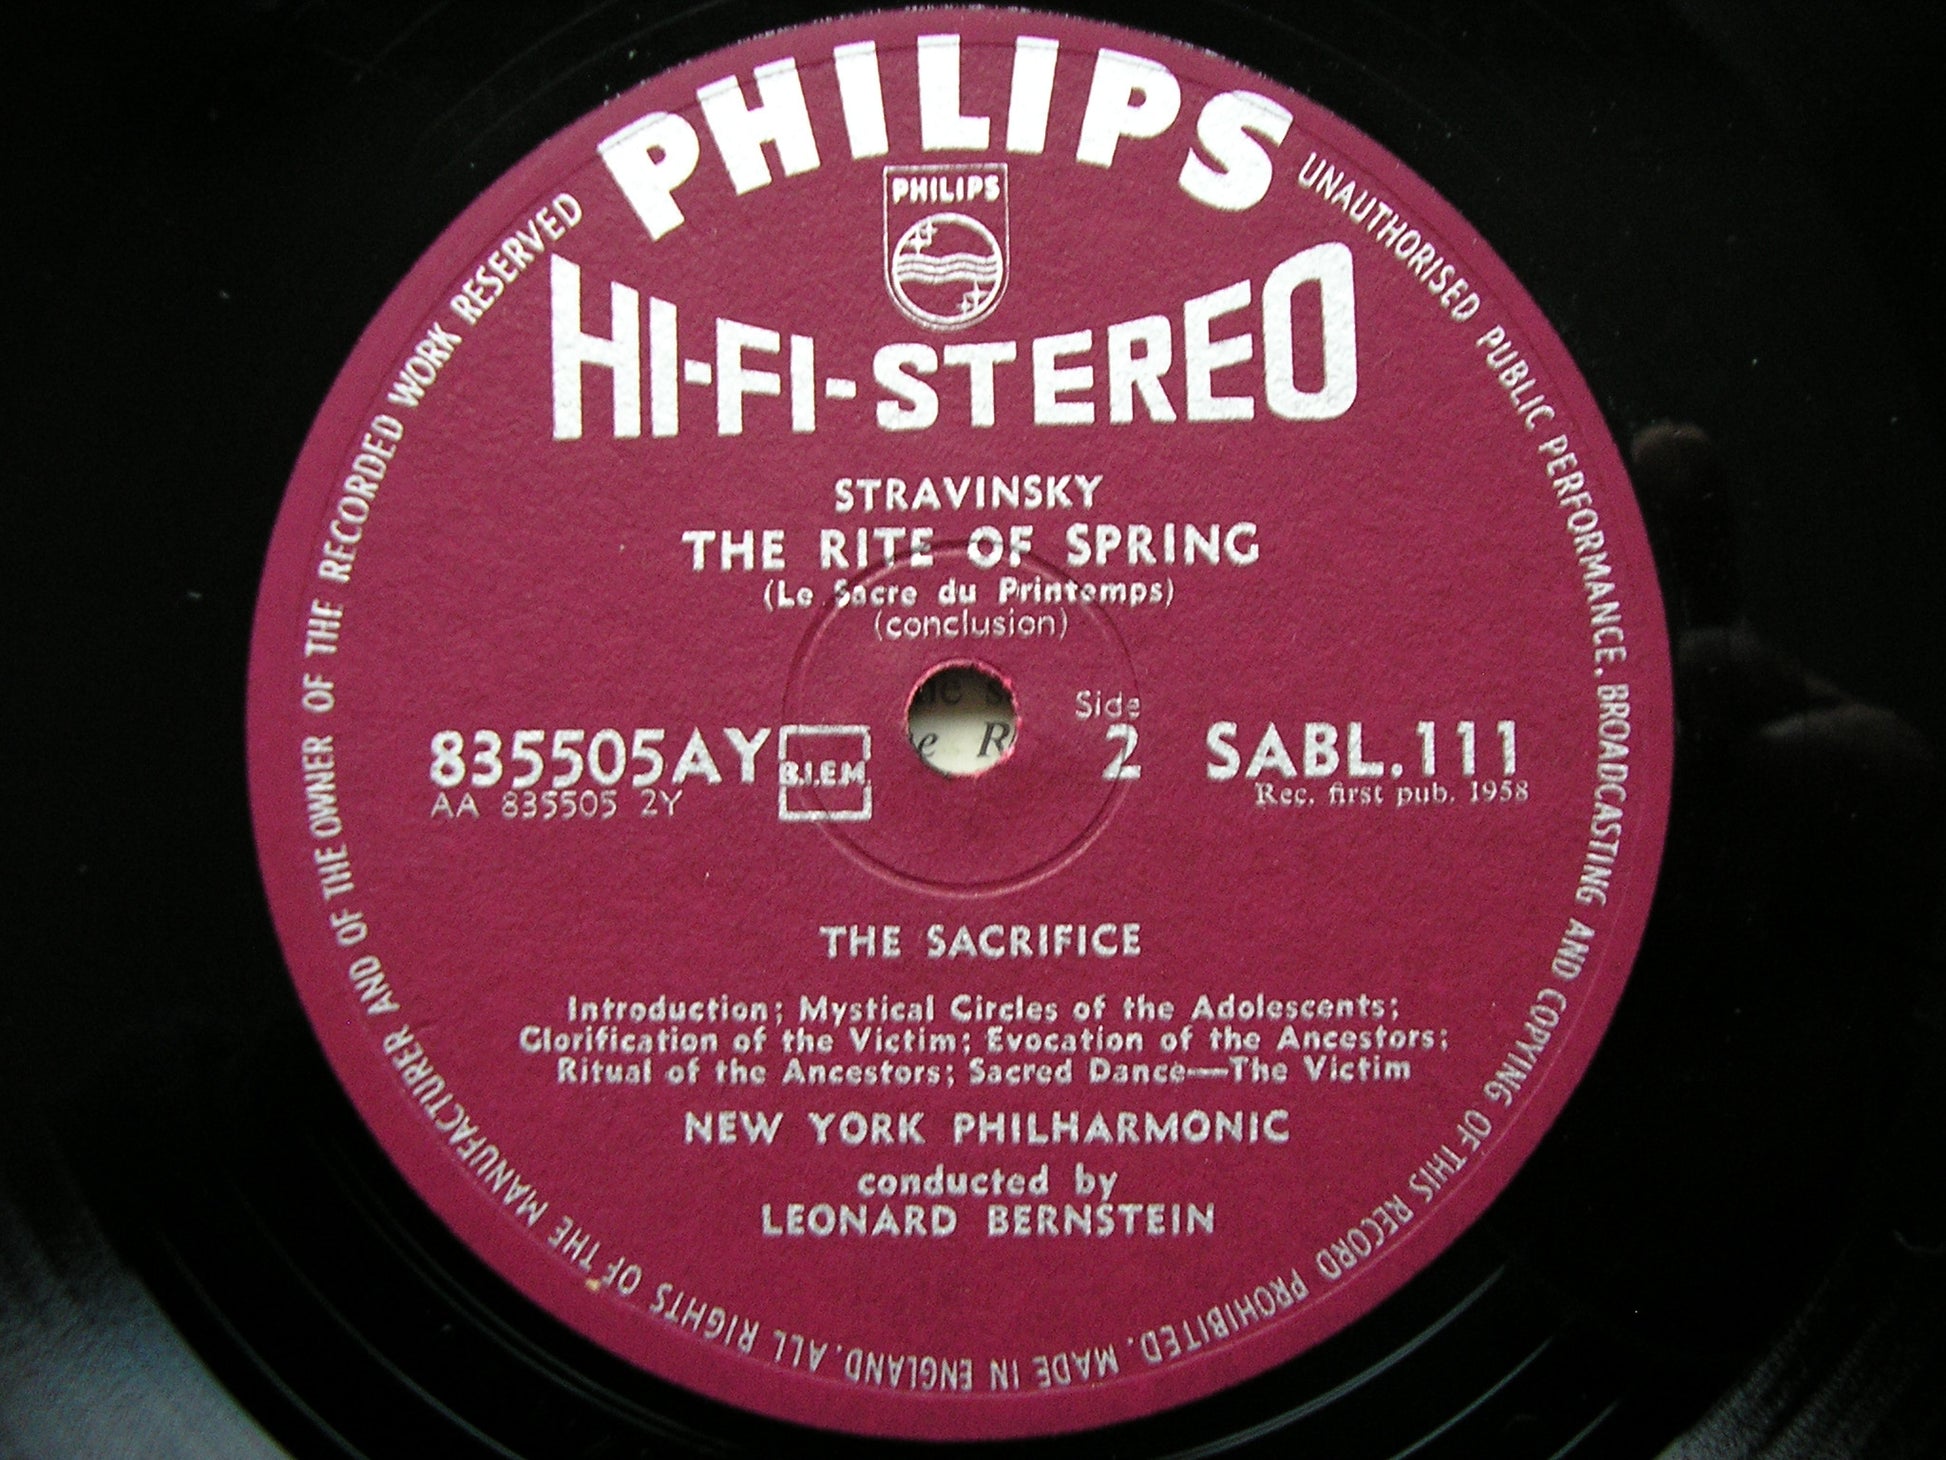 PHILIPS
PHILIPS
HI-FI-STEREO
STRAVINSKY
THE RITE OF SPRING
(Le Sacre du Printemps)
(conclusion)
835505AY
AA 835505 2Y
B.I.E.M.
Side
2
SABL.111
Rec. first pub. 1958
THE SACRIFICE
Introduction; Mystical Circles of the Adolescents;
Glorification of the Victim; Evocation of the Ancestors;
Ritual of the Ancestors; Sacred Dance—The Victim
NEW YORK PHILHARMONIC
conducted by
LEONARD BERNSTEIN
UNAUTHORISED PUBLIC PERFORMANCE, BROADCASTING AND COPYING OF THIS RECORD PROHIBITED. MADE IN ENGLAND. ALL RIGHTS OF THE MANUFACTURER AND OF THE OWNER OF THE RECORDED WORK RESERVED